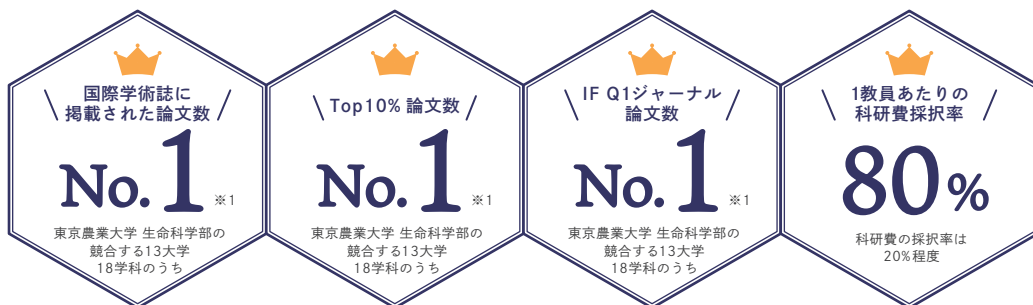 国際学術誌に
掲載された論文数
No.1 ※1
東京農業大学 生命科学部の
競合する13大学
18学科のうち
Top10% 論文数
No.1 ※1
東京農業大学 生命科学部の
競合する13大学
18学科のうち
IF Q1ジャーナル
論文数
No.1 ※1
東京農業大学 生命科学部の
競合する13大学
18学科のうち
1教員あたりの
科研費採択率
80%
科研費の採択率は
20%程度